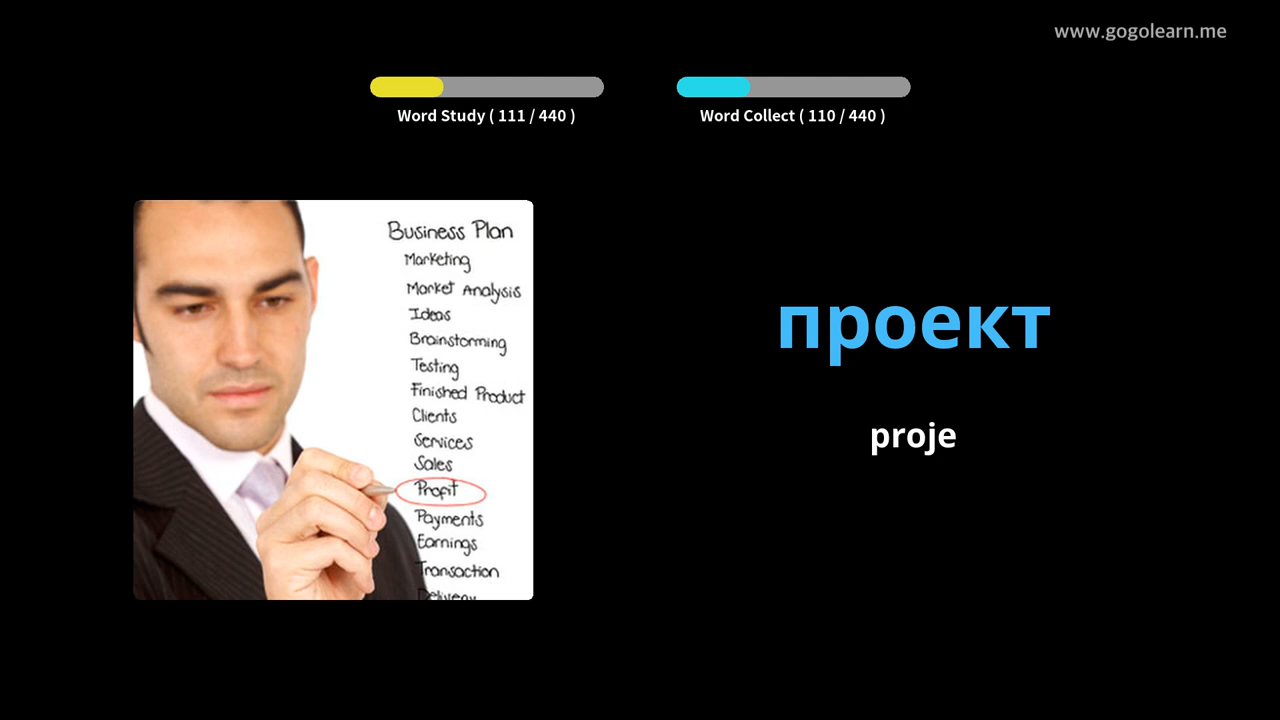 www.gogolearn.me
Word Study ( 111 / 440 )
Word Collect ( 110 / 440 )
Business Plan
Marketing
Market Analysis
Ideas
Brainstorming
Testing
Finished Product
Clients
Services
Sales
Profit
Payments
Earnings
Transaction
Delivery
проект
proje